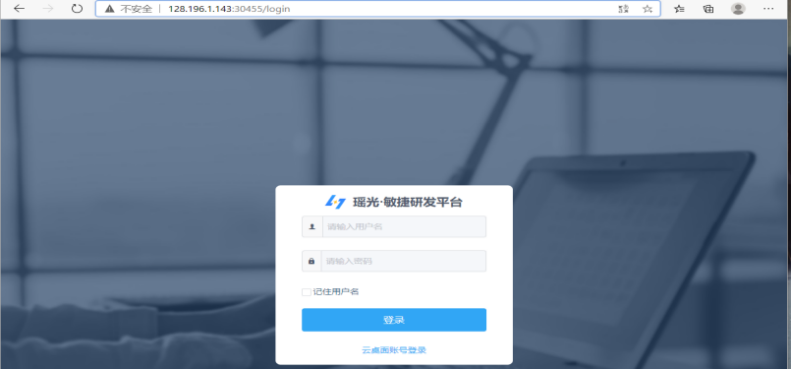 不安全 128.196.1.143:30455/login
瑶光·敏捷研发平台
请输入用户名
请输入密码
记住用户名
登录
云桌面账号登录